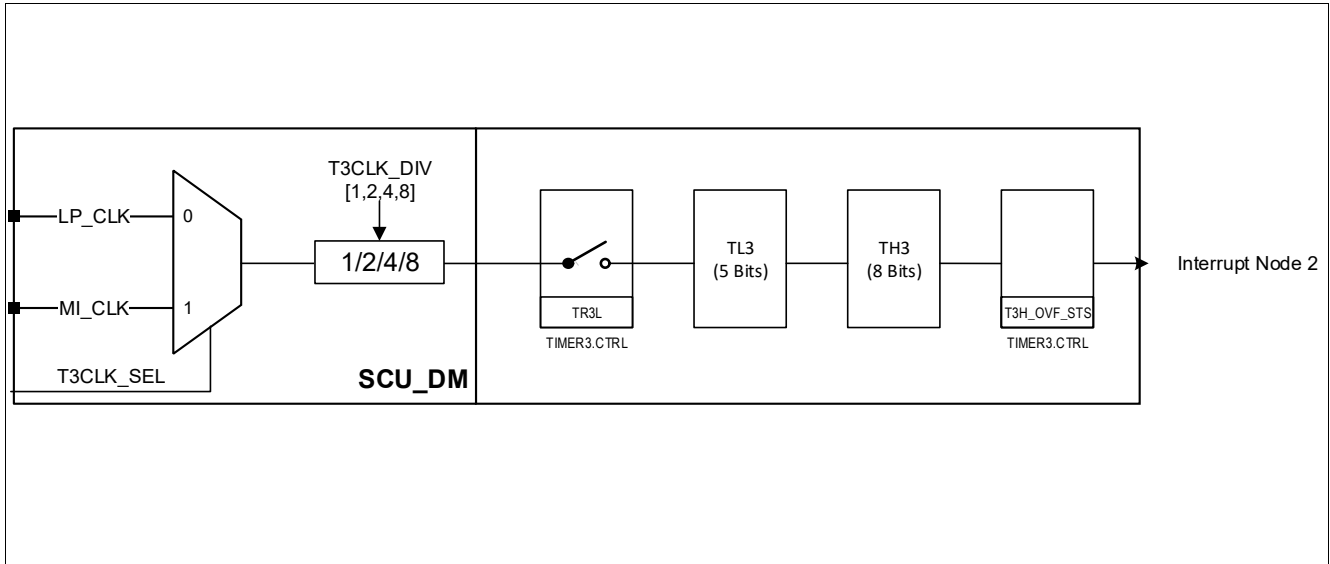 T3CLK_DIV
[1,2,4,8]
LP_CLK
0
1/2/4/8
TL3
(5 Bits)
TH3
(8 Bits)
Interrupt Node 2
MI_CLK
1
TR3L
T3H_OVF_STS
TIMER3.CTRL
TIMER3.CTRL
T3CLK_SEL
SCU_DM